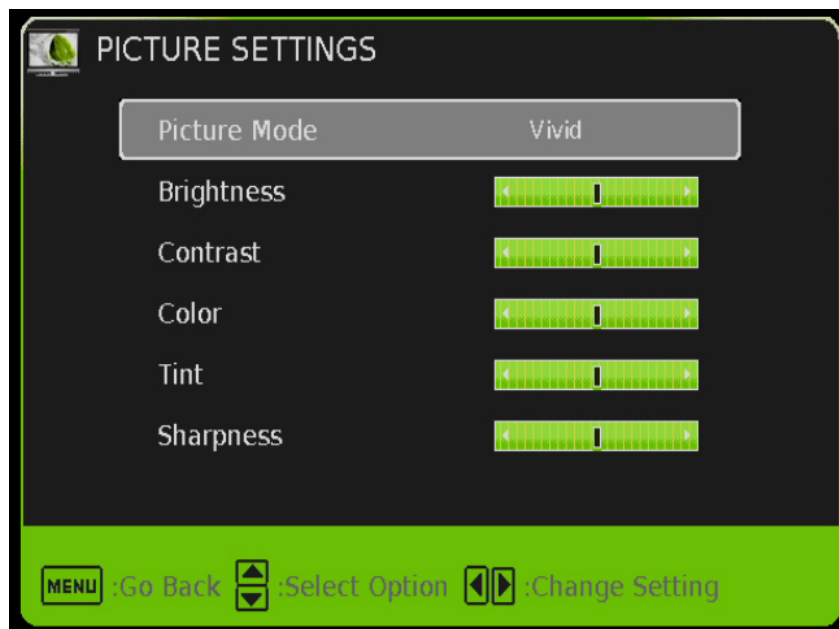 PICTURE SETTINGS
Picture Mode Vivid
Brightness
Contrast
Color
Tint
Sharpness
MENU :Go Back :Select Option :Change Setting